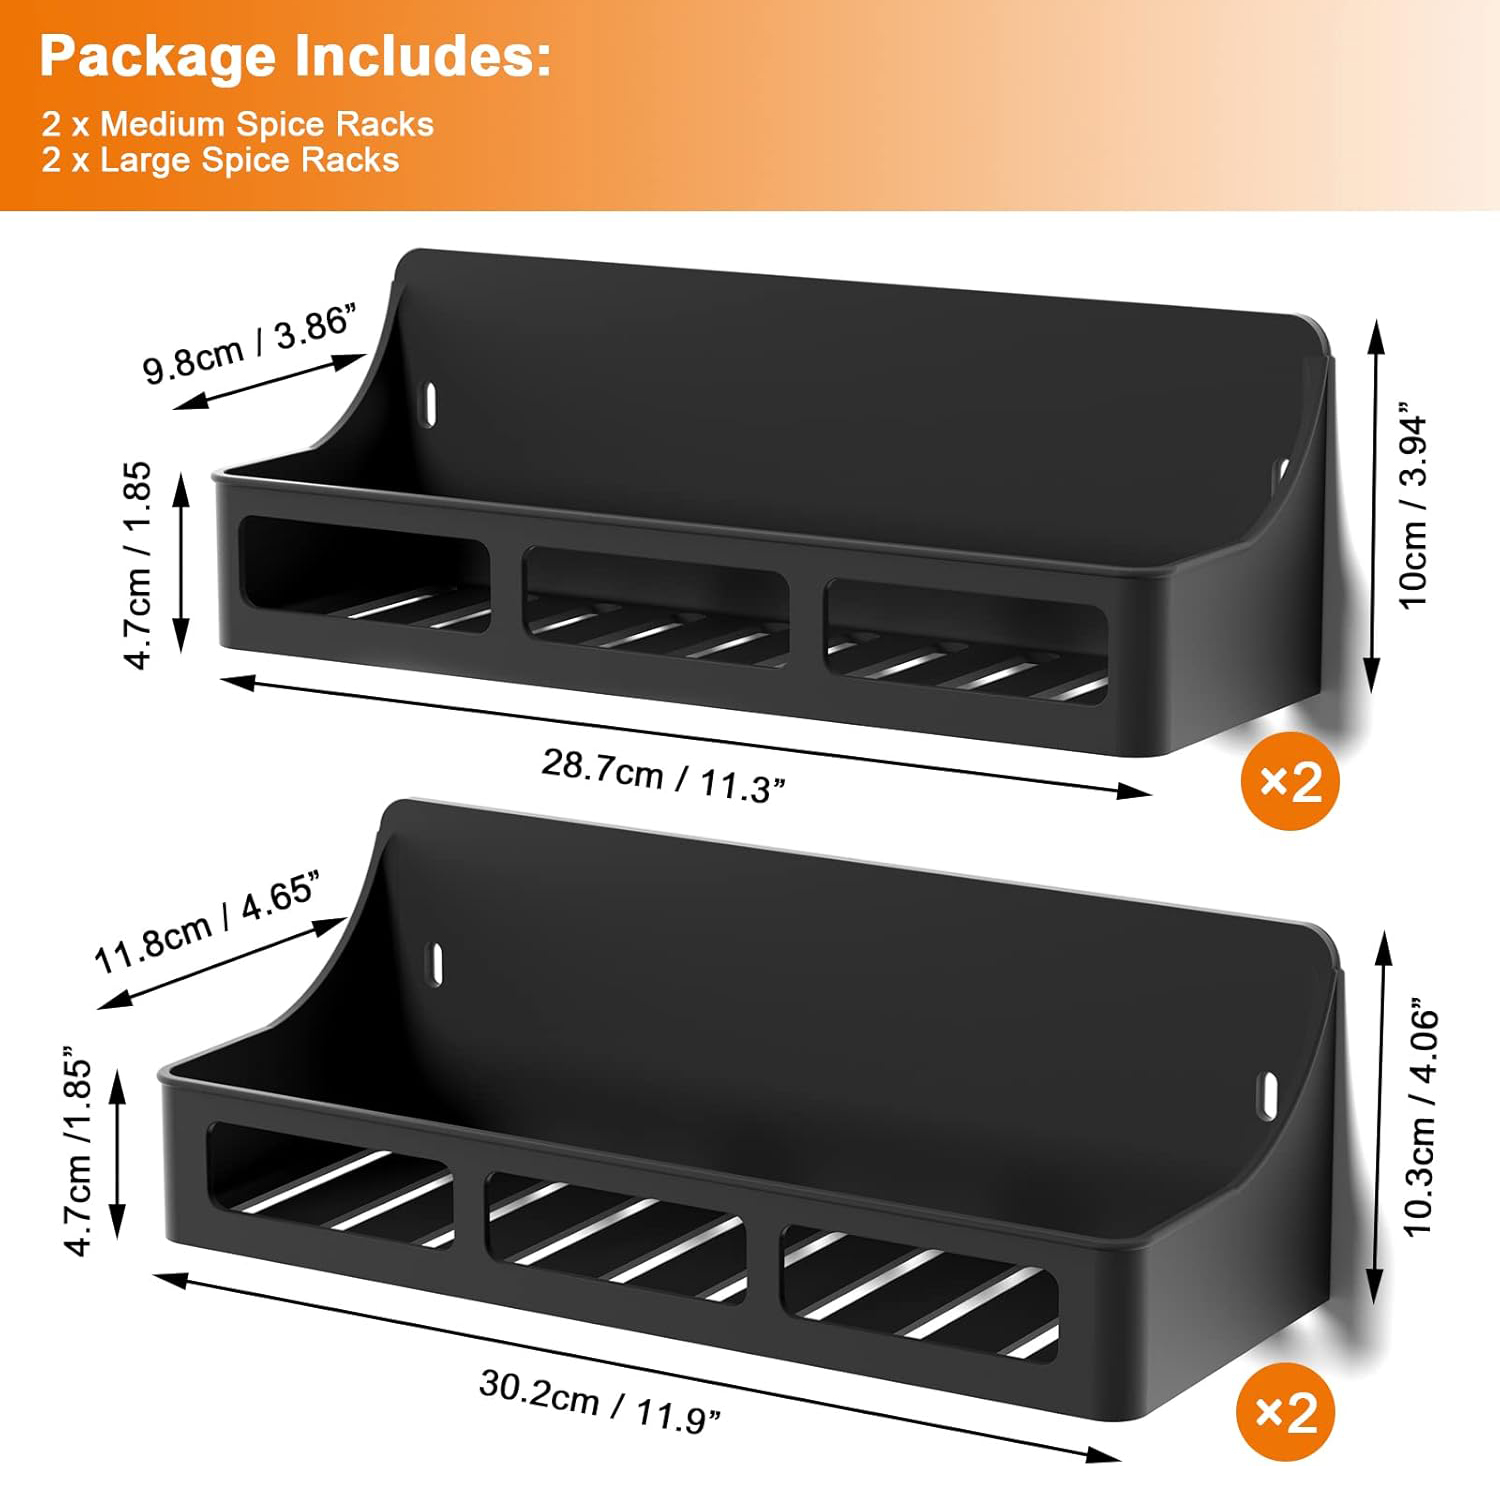 Package Includes:
2 x Medium Spice Racks
2 x Large Spice Racks
9.8cm / 3.86”
4.7cm / 1.85
10cm / 3.94”
28.7cm / 11.3”
×2
11.8cm / 4.65”
4.7cm /1.85”
10.3cm / 4.06”
30.2cm / 11.9”
×2